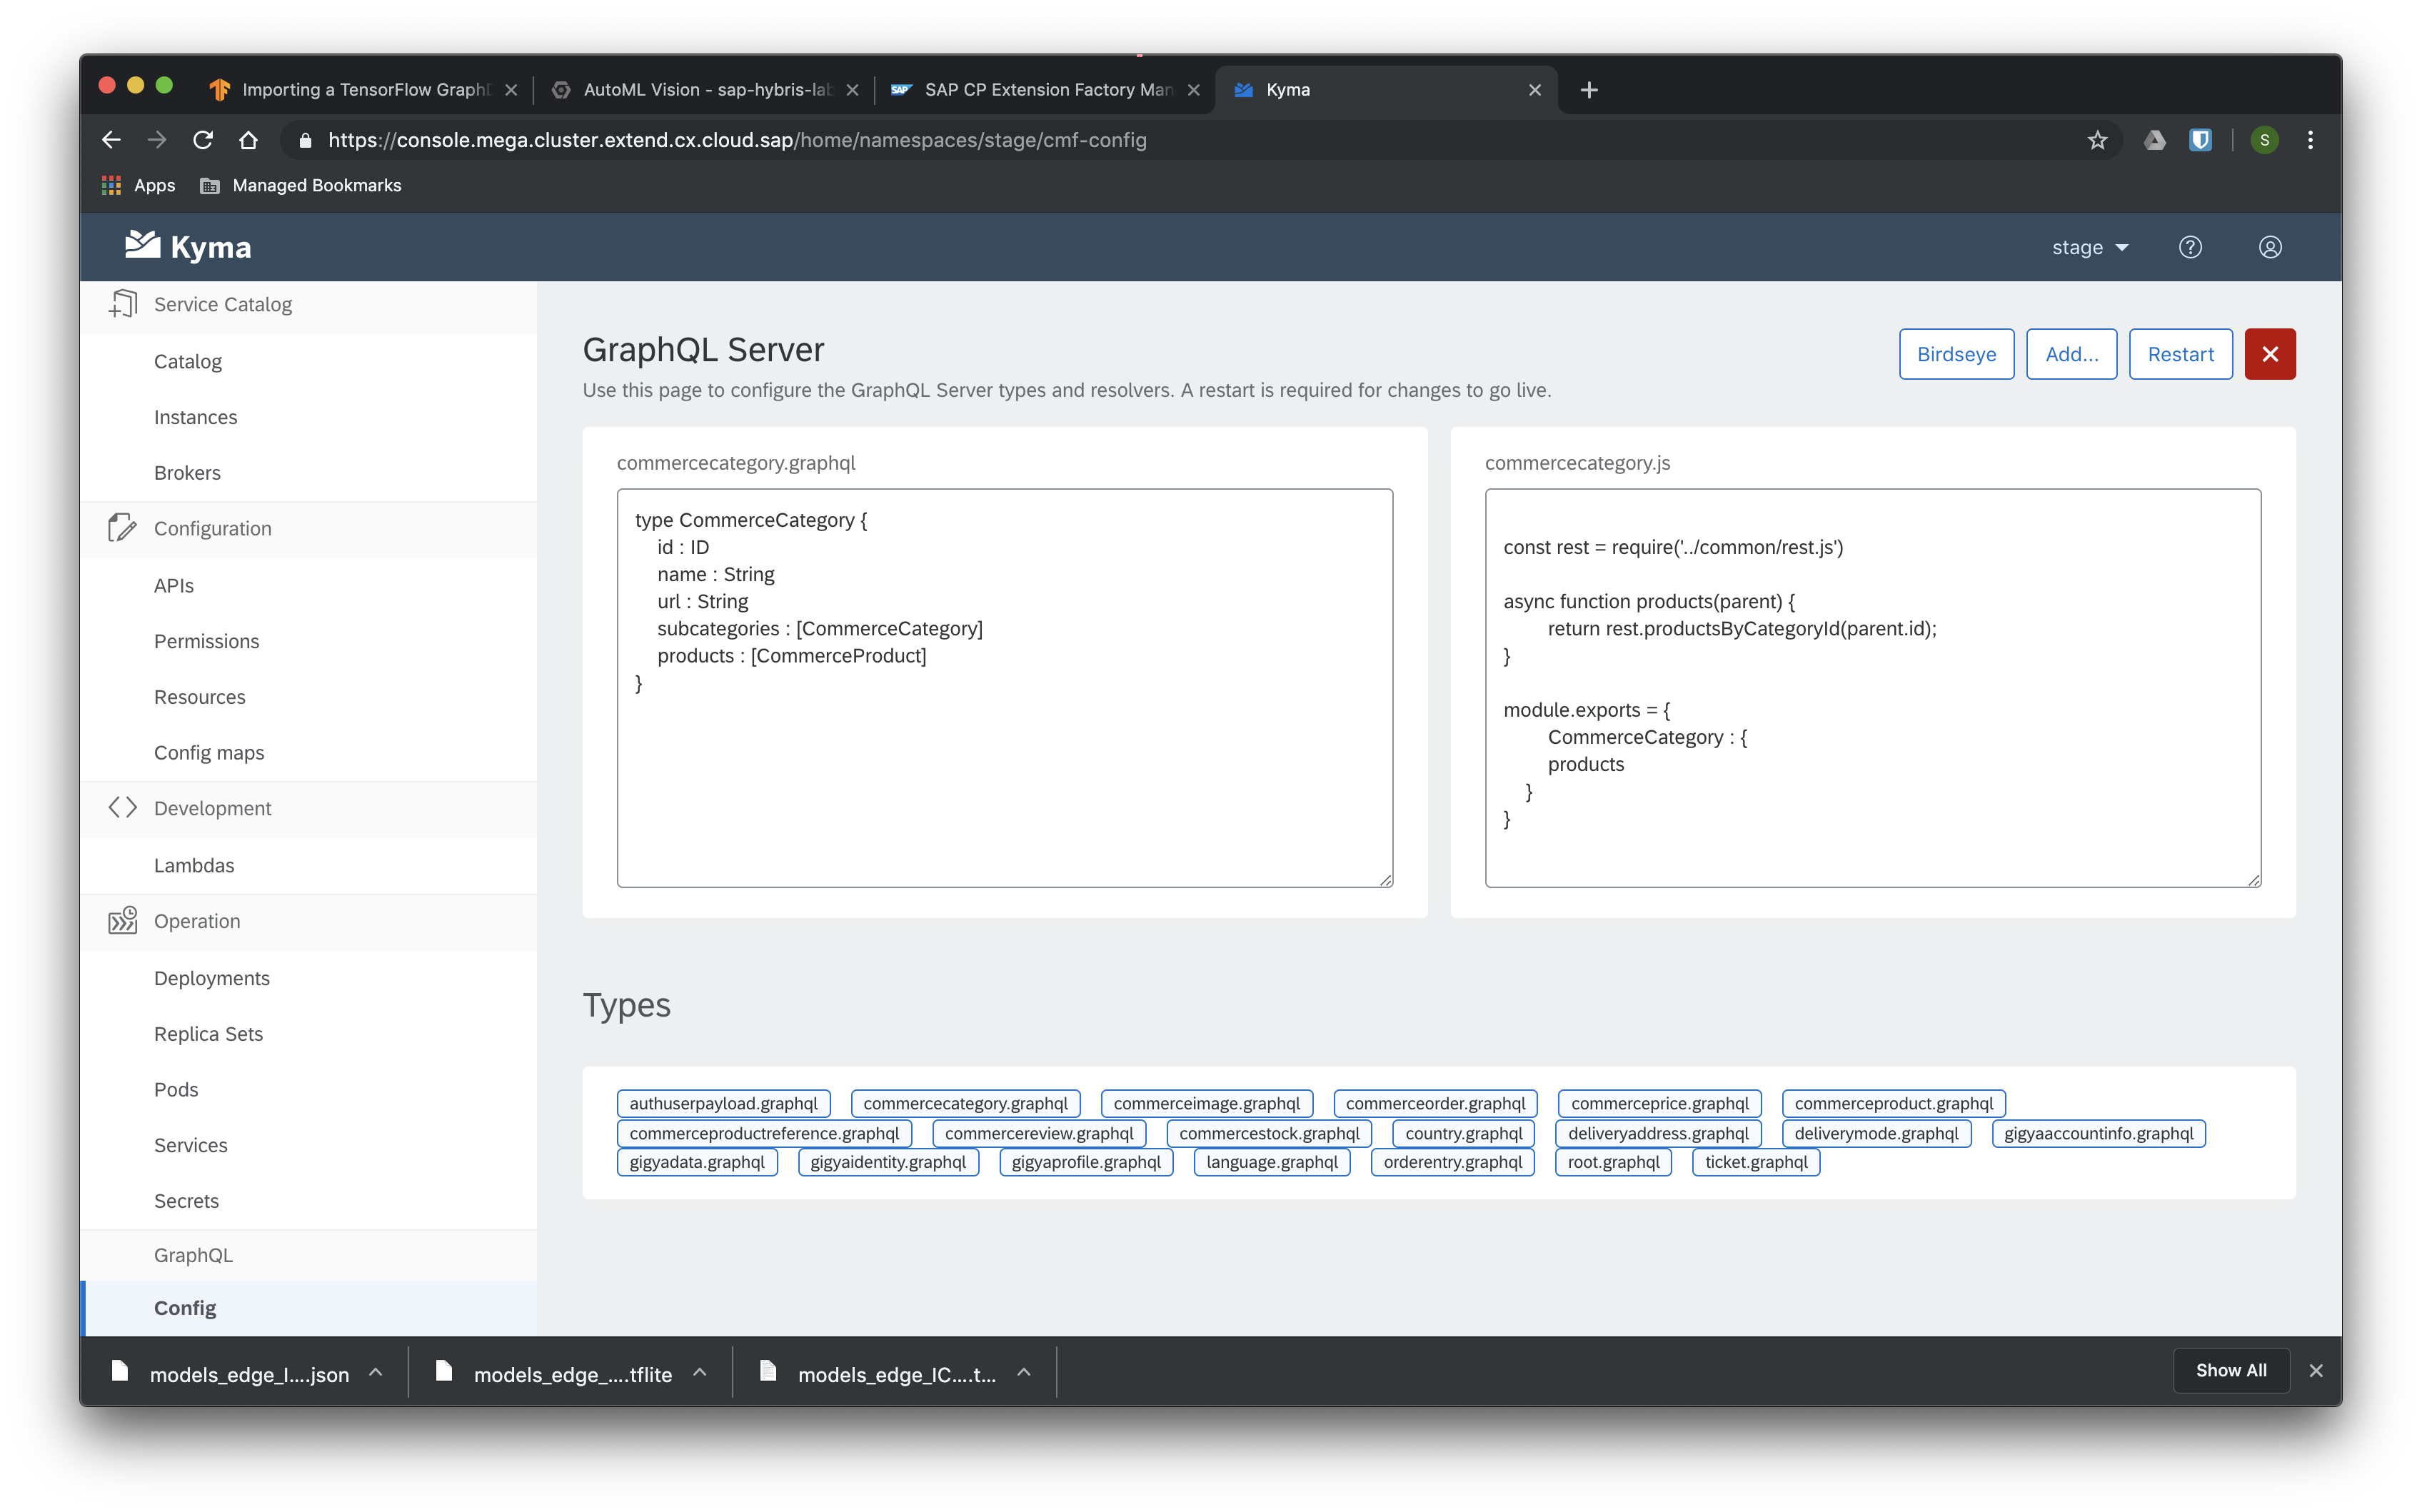 Importing a TensorFlow GraphD
AutoML Vision - sap-hybris-lab
SAP
SAP CP Extension Factory Man
Kyma
https://console.mega.cluster.extend.cx.cloud.sap/home/namespaces/stage/cmf-config
S
Apps
Managed Bookmarks
Kyma
stage
Service Catalog
Catalog
Instances
Brokers
Configuration
APIs
Permissions
Resources
Config maps
Development
Lambdas
Operation
Deployments
Replica Sets
Pods
Services
Secrets
GraphQL
Config
GraphQL Server
Birdseye
Add...
Restart
Use this page to configure the GraphQL Server types and resolvers. A restart is required for changes to go live.
commercecategory.graphql
type CommerceCategory {
id : ID
name : String
url : String
subcategories : [CommerceCategory]
products : [CommerceProduct]
}
commercecategory.js
const rest = require('../common/rest.js')
async function products(parent) {
return rest.productsByCategoryId(parent.id);
}
module.exports = {
CommerceCategory : {
products
}
}
Types
authuserpayload.graphql commercecategory.graphql commerceimage.graphql commerceorder.graphql commerceprice.graphql commerceproduct.graphql
commerceproductreference.graphql commercereview.graphql commercestock.graphql country.graphql deliveryaddress.graphql deliverymode.graphql gigyaaccountinfo.graphql
gigyadata.graphql gigyaidentity.graphql gigyaprofile.graphql language.graphql orderentry.graphql root.graphql ticket.graphql
models_edge_I....json
models_edge_....tflite
models_edge_IC....t...
Show All